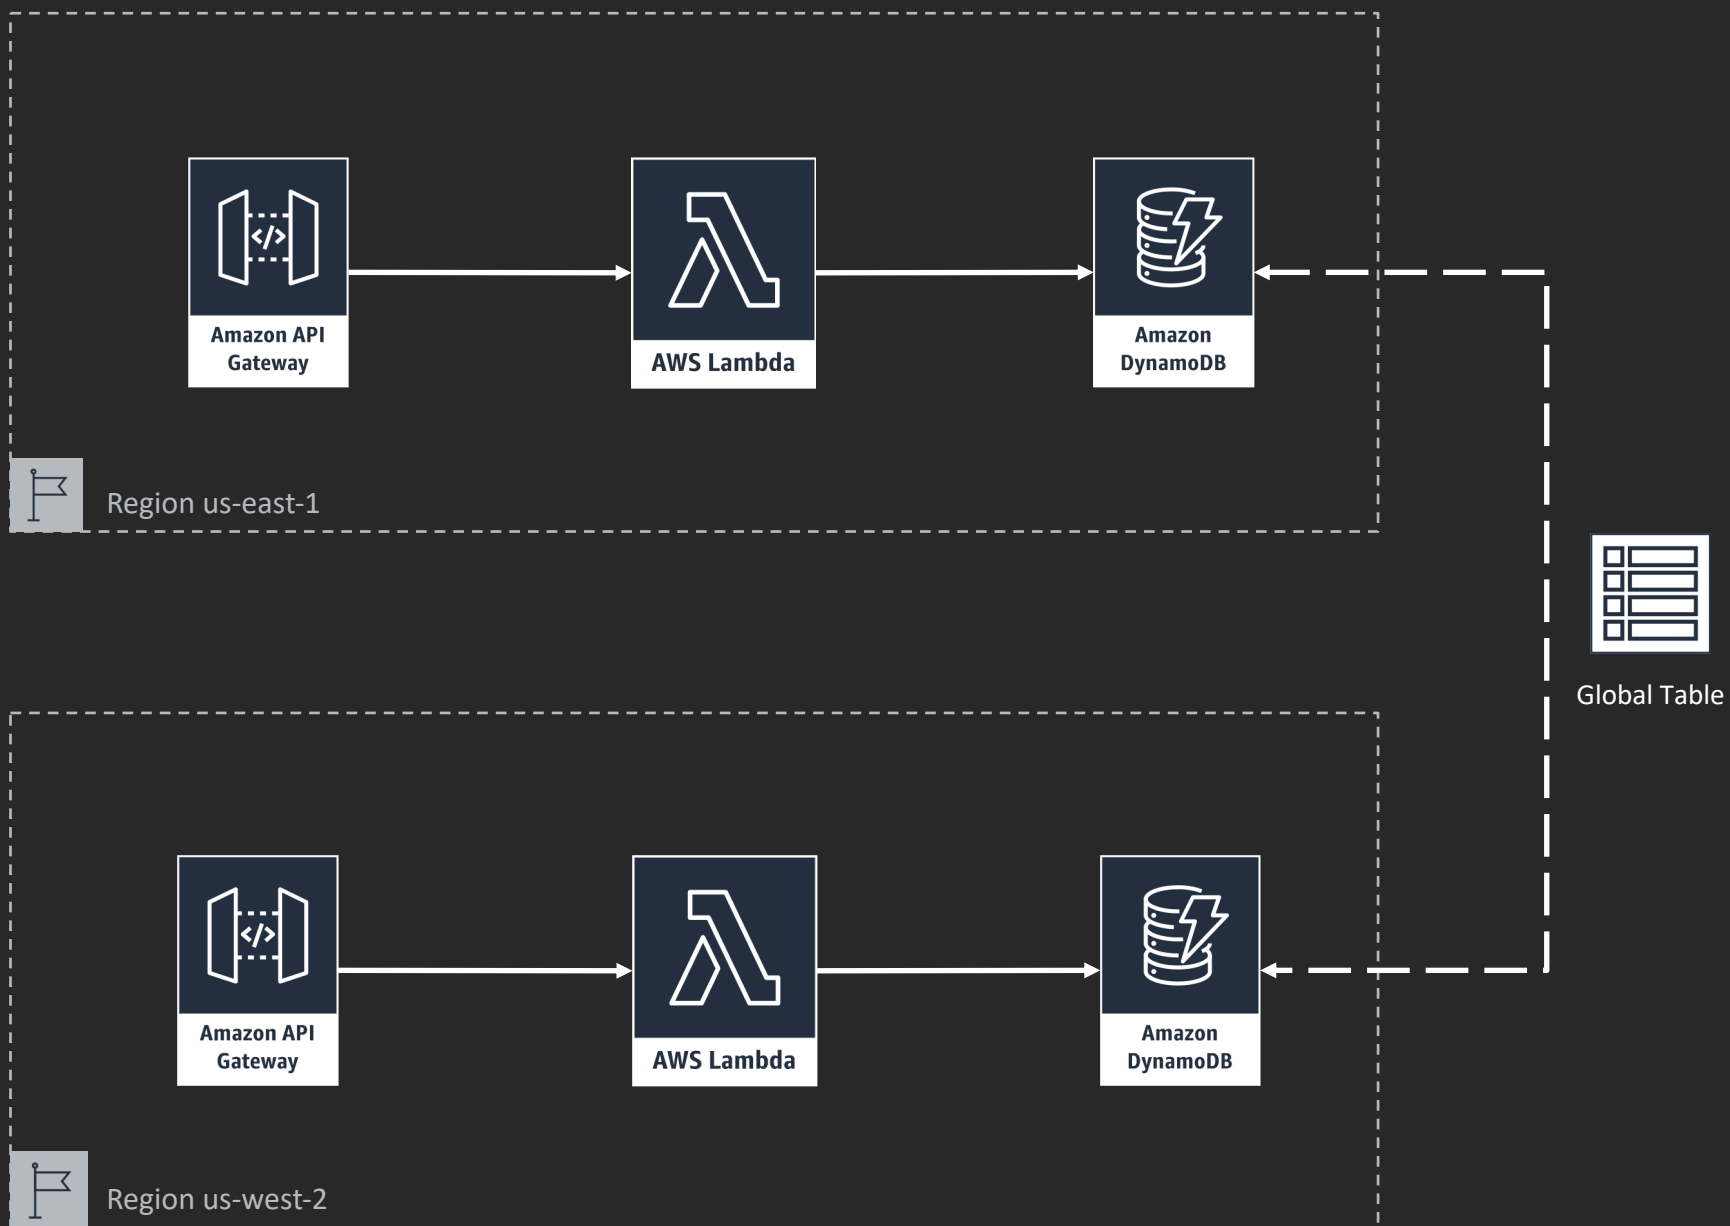 Amazon API
Gateway
AWS Lambda
Amazon
DynamoDB
Region us-east-1
Global Table
Amazon API
Gateway
AWS Lambda
Amazon
DynamoDB
Region us-west-2